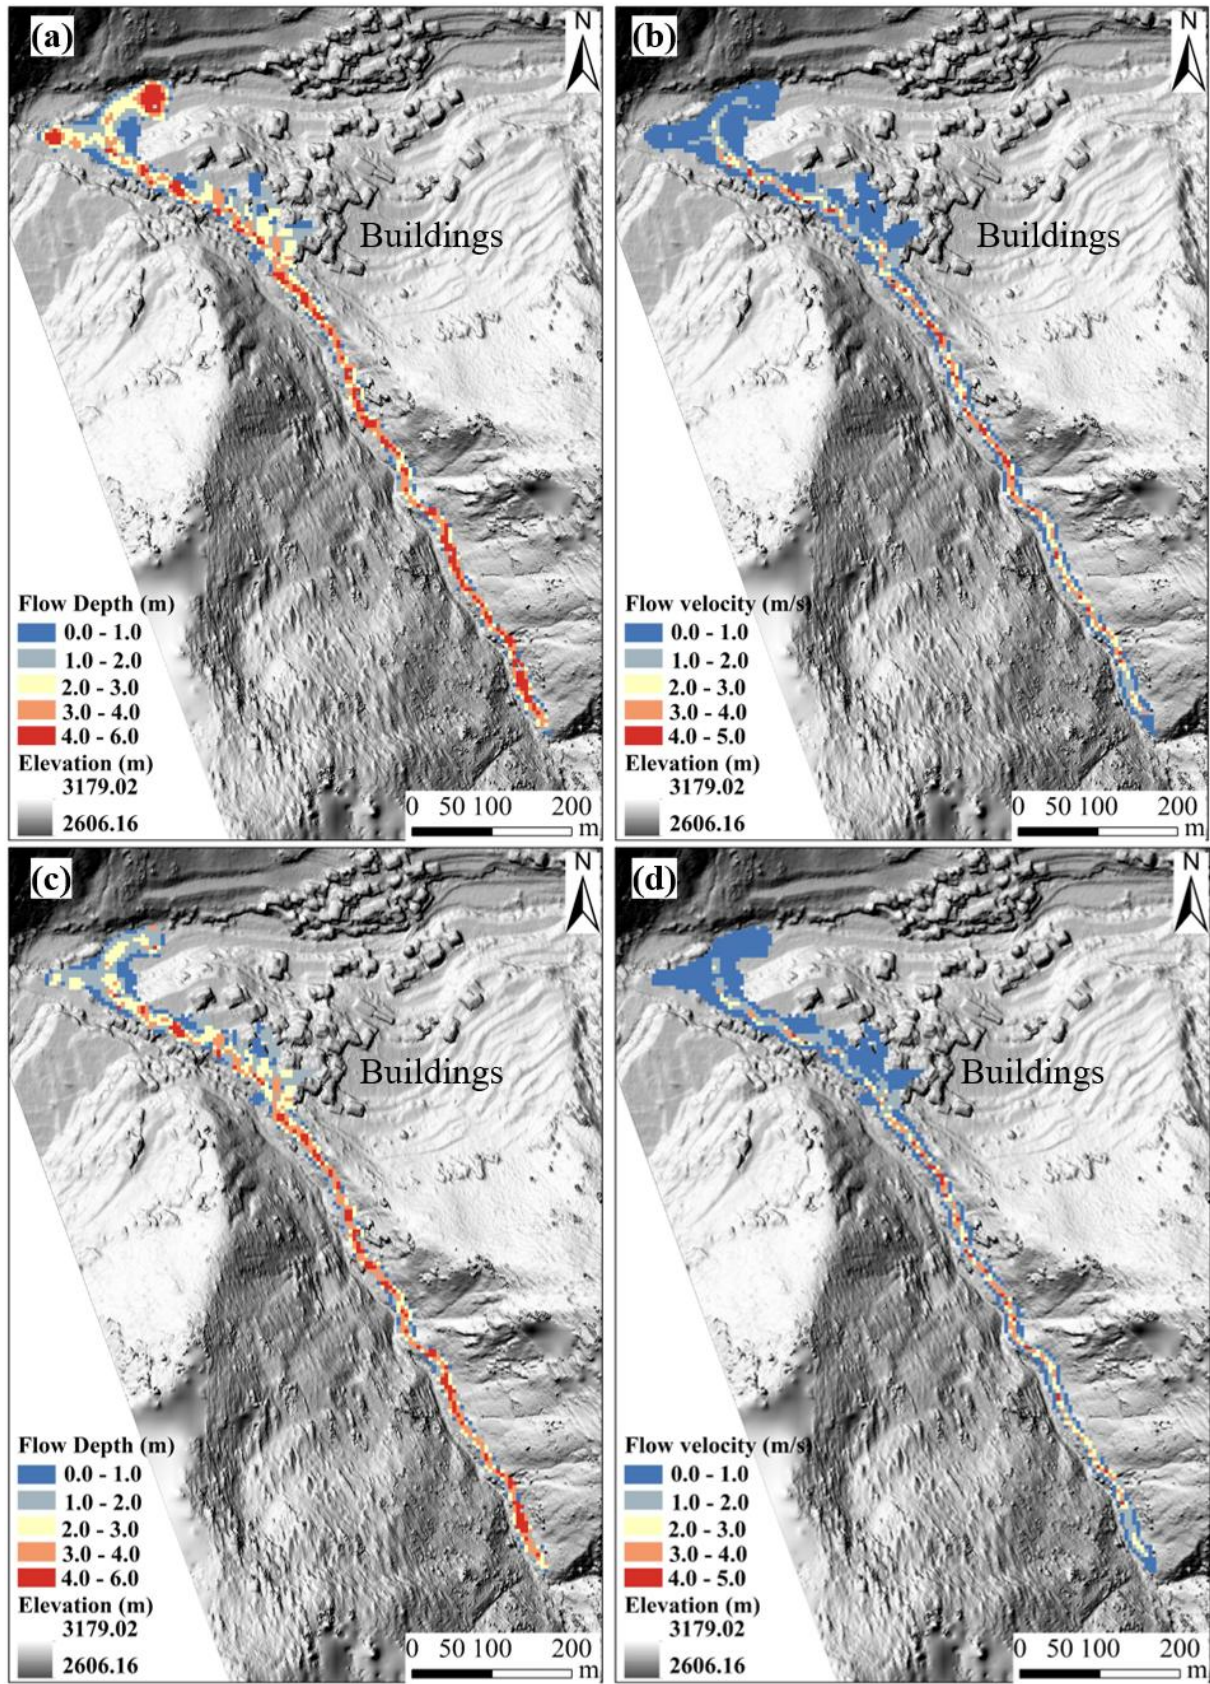 (a)
N
Buildings
Flow Depth (m)
0.0 - 1.0
1.0 - 2.0
2.0 - 3.0
3.0 - 4.0
4.0 - 6.0
Elevation (m)
3179.02
2606.16
0 50 100 200
m
(b)
N
Buildings
Flow velocity (m/s)
0.0 - 1.0
1.0 - 2.0
2.0 - 3.0
3.0 - 4.0
4.0 - 5.0
Elevation (m)
3179.02
2606.16
0 50 100 200
m
(c)
N
Buildings
Flow Depth (m)
0.0 - 1.0
1.0 - 2.0
2.0 - 3.0
3.0 - 4.0
4.0 - 6.0
Elevation (m)
3179.02
2606.16
0 50 100 200
m
(d)
N
Buildings
Flow velocity (m/s)
0.0 - 1.0
1.0 - 2.0
2.0 - 3.0
3.0 - 4.0
4.0 - 5.0
Elevation (m)
3179.02
2606.16
0 50 100 200
m